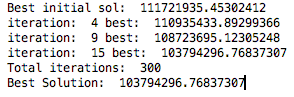 Best initial sol:  111721935.45302412
iteration:  4 best:  110935433.89299366
iteration:  9 best:  108723695.12305248
iteration:  15 best:  103794296.76837307
Total iterations:  300
Best Solution:  103794296.76837307